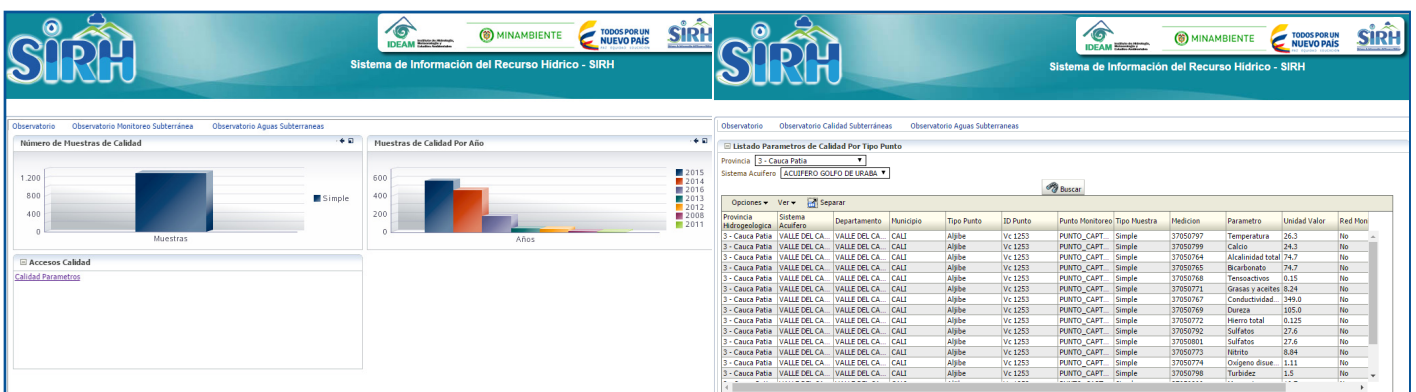 SIRH
IDEAM
MINAMBIENTE
TODOS POR UN
NUEVO PAÍS
PAZ EQUIDAD EDUCACIÓN
SIRH
Sistema de Información del Recurso Hídrico - SIRH
Observatorio Observatorio Monitoreo Subterránea Observatorio Aguas Subterraneas
Número de Muestras de Calidad
1.200
800
400
0
Muestras
Simple
Muestras de Calidad Por Año
600
400
200
0
Años
2015
2014
2016
2013
2012
2008
2011
Accesos Calidad
Calidad Parametros
SIRH
IDEAM
MINAMBIENTE
TODOS POR UN
NUEVO PAÍS
PAZ EQUIDAD EDUCACIÓN
SIRH
Sistema de Información del Recurso Hídrico - SIRH
Observatorio Observatorio Calidad Subterráneas Observatorio Aguas Subterraneas
Listado Parametros de Calidad Por Tipo Punto
Provincia 3 - Cauca Patia
Sistema Acuifero ACUIFERO GOLFO DE URABA
Buscar
Opciones Ver Separar
Provincia Hidrogeologica Sistema Acuifero Departamento Municipio Tipo Punto ID Punto Punto Monitoreo Tipo Muestra Medicion Parametro Unidad Valor Red Mon
3 - Cauca Patia VALLE DEL CA... VALLE DEL CA... CALI Aljibe Vc 1253 PUNTO_CAPT... Simple 37050797 Temperatura 26.3 No
3 - Cauca Patia VALLE DEL CA... VALLE DEL CA... CALI Aljibe Vc 1253 PUNTO_CAPT... Simple 37050799 Calcio 24.3 No
3 - Cauca Patia VALLE DEL CA... VALLE DEL CA... CALI Aljibe Vc 1253 PUNTO_CAPT... Simple 37050764 Alcalinidad total 74.7 No
3 - Cauca Patia VALLE DEL CA... VALLE DEL CA... CALI Aljibe Vc 1253 PUNTO_CAPT... Simple 37050765 Bicarbonato 74.7 No
3 - Cauca Patia VALLE DEL CA... VALLE DEL CA... CALI Aljibe Vc 1253 PUNTO_CAPT... Simple 37050768 Tensoactivos 0.15 No
3 - Cauca Patia VALLE DEL CA... VALLE DEL CA... CALI Aljibe Vc 1253 PUNTO_CAPT... Simple 37050771 Grasas y aceites 8.24 No
3 - Cauca Patia VALLE DEL CA... VALLE DEL CA... CALI Aljibe Vc 1253 PUNTO_CAPT... Simple 37050767 Conductividad... 349.0 No
3 - Cauca Patia VALLE DEL CA... VALLE DEL CA... CALI Aljibe Vc 1253 PUNTO_CAPT... Simple 37050769 Dureza 105.0 No
3 - Cauca Patia VALLE DEL CA... VALLE DEL CA... CALI Aljibe Vc 1253 PUNTO_CAPT... Simple 37050772 Hierro total 0.125 No
3 - Cauca Patia VALLE DEL CA... VALLE DEL CA... CALI Aljibe Vc 1253 PUNTO_CAPT... Simple 37050792 Sulfatos 27.6 No
3 - Cauca Patia VALLE DEL CA... VALLE DEL CA... CALI Aljibe Vc 1253 PUNTO_CAPT... Simple 37050801 Sulfatos 27.6 No
3 - Cauca Patia VALLE DEL CA... VALLE DEL CA... CALI Aljibe Vc 1253 PUNTO_CAPT... Simple 37050773 Nitrito 8.84 No
3 - Cauca Patia VALLE DEL CA... VALLE DEL CA... CALI Aljibe Vc 1253 PUNTO_CAPT... Simple 37050774 Oxígeno disue... 1.11 No
3 - Cauca Patia VALLE DEL CA... VALLE DEL CA... CALI Aljibe Vc 1253 PUNTO_CAPT... Simple 37050798 Turbidez 1.5 No